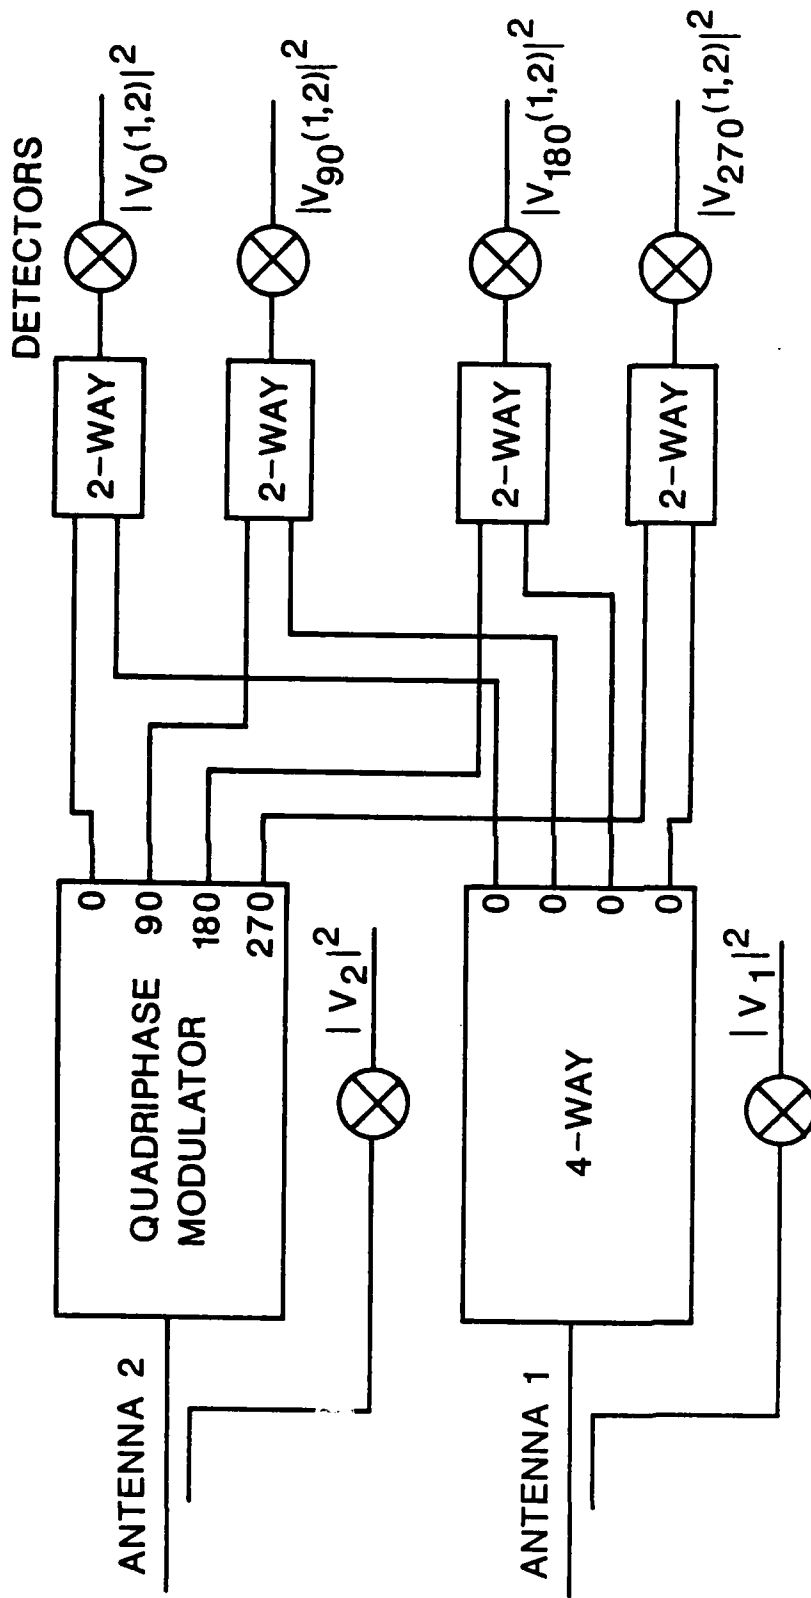 DETECTORS
2-WAY
|V0(1,2)|²
2-WAY
|V90(1,2)|²
2-WAY
|V180(1,2)|²
2-WAY
|V270(1,2)|²
ANTENNA 2
QUADRIPHASE
MODULATOR
0
90
180
270
|V2|²
ANTENNA 1
4-WAY
0
0
0
0
|V1|²